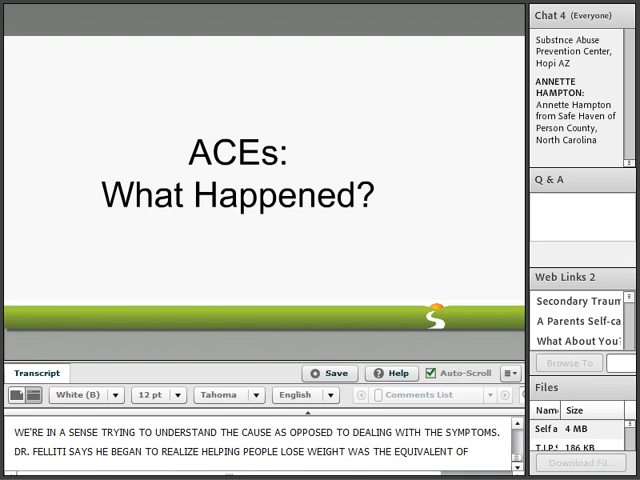 ACEs:
What Happened?
Transcript
Save
Help
Auto-Scroll
White (B)
12 pt
Tahoma
English
Comments List
WE'RE IN A SENSE TRYING TO UNDERSTAND THE CAUSE AS OPPOSED TO DEALING WITH THE SYMPTOMS.
DR. FELLITI SAYS HE BEGAN TO REALIZE HELPING PEOPLE LOSE WEIGHT WAS THE EQUIVALENT OF
Chat 4 (Everyone)
Substnce Abuse
Prevention Center,
Hopi AZ
ANNETTE
HAMPTON:
Annette Hampton
from Safe Haven of
Person County,
North Carolina
Q & A
Web Links 2
Secondary Traum
A Parents Self-ca
What About You?
Browse To
Files
Nam Size
Self a 4 MB
T.I.P.S 186 KB
Download Fil...